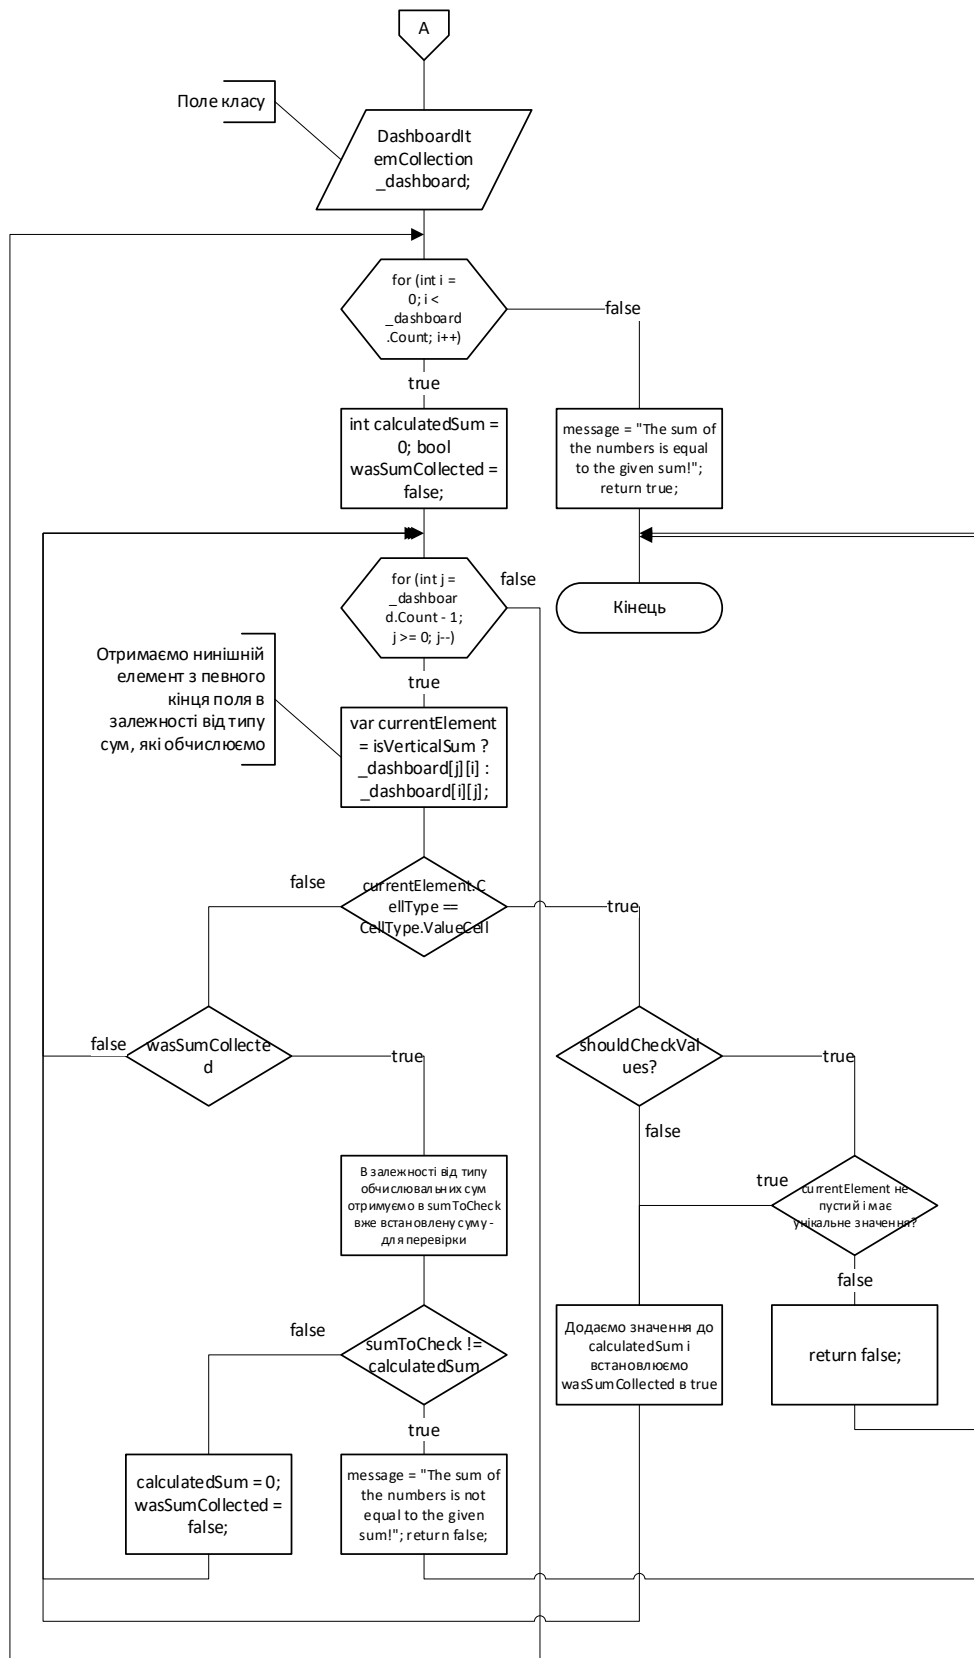 A
Поле класу
DashboardIt
emCollection
_dashboard;
for (int i =
0; i <
_dashboard
.Count; i++)
false
true
int calculatedSum =
0; bool
wasSumCollected =
false;
message = "The sum of
the numbers is equal
to the given sum!";
return true;
for (int j =
_dashboar
d.Count - 1;
j >= 0; j--)
false
Кінець
true
Отримаємо нинішній
елемент з певного
кінця поля в
залежності від типу
сум, які обчислюємо
var currentElement
= isVerticalSum ?
_dashboard[j][i] :
_dashboard[i][j];
false
currentElement.C
ellType ==
CellType.ValueCell
true
false
wasSumCollecte
d
true
shouldCheckVal
ues?
true
false
В залежності від типу
обчислювальних сум
отримуємо в sumToCheck
вже встановлену суму -
для перевірки
true
currentElement не
пустий і має
унікальне значення?
false
false
sumToCheck !=
calculatedSum
Додаємо значення до
calculatedSum і
встановлюємо
wasSumCollected в true
return false;
true
calculatedSum = 0;
wasSumCollected =
false;
message = "The sum of
the numbers is not
equal to the given
sum!"; return false;